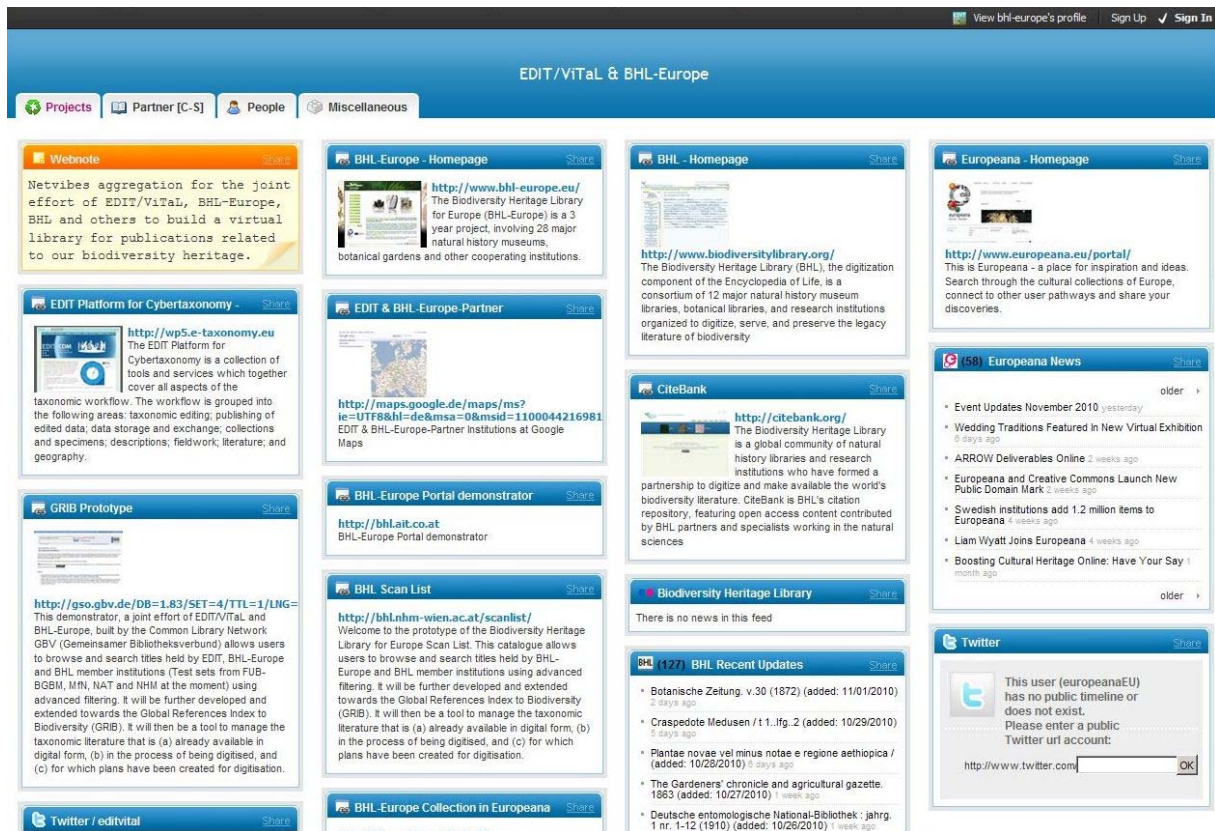 View bhl-europe's profile Sign Up ✓ Sign In
EDIT/ViTaL & BHL-Europe
Projects Partner [C-S] People Miscellaneous
Webnote Share
Netvibes aggregation for the joint
effort of EDIT/ViTaL, BHL-Europe,
BHL and others to build a virtual
library for publications related
to our biodiversity heritage.
EDIT Platform for Cybertaxonomy - Share
http://wp5.e-taxonomy.eu
The EDIT Platform for
Cybertaxonomy is a collection of
tools and services which together
cover all aspects of the
taxonomic workflow. The workflow is grouped into
the following areas: taxonomic editing; publishing of
edited data; data storage and exchange; collections
and specimens; descriptions; fieldwork; literature; and
geography.
GRIB Prototype Share
http://gso.gbv.de/DB=1.83/SET=4/TTL=1/LNG=
This demonstrator, a joint effort of EDIT/ViTaL and
BHL-Europe, built by the Common Library Network
GBV (Gemeinsamer Bibliotheksverbund) allows users
to browse and search titles held by EDIT, BHL-Europe
and BHL member institutions (Test sets from FUB-
BGBM, MfN, NAT and NHM at the moment) using
advanced filtering. It will be further developed and
extended towards the Global References Index to
Biodiversity (GRIB). It will then be a tool to manage the
taxonomic literature that is (a) already available in
digital form, (b) in the process of being digitised, and
(c) for which plans have been created for digitisation.
Twitter / editvital Share
BHL-Europe - Homepage Share
http://www.bhl-europe.eu/
The Biodiversity Heritage Library
for Europe (BHL-Europe) is a 3
year project, involving 28 major
natural history museums,
botanical gardens and other cooperating institutions.
EDIT & BHL-Europe-Partner Share
http://maps.google.de/maps/ms?
ie=UTF8&hl=de&msa=0&msid=1100044216981
EDIT & BHL-Europe-Partner Institutions at Google
Maps
BHL-Europe Portal demonstrator Share
http://bhl.ait.co.at
BHL-Europe Portal demonstrator
BHL Scan List Share
http://bhl.nhm-wien.ac.at/scanlist/
Welcome to the prototype of the Biodiversity Heritage
Library for Europe Scan List. This catalogue allows
users to browse and search titles held by BHL-
Europe and BHL member institutions using advanced
filtering. It will be further developed and extended
towards the Global References Index to Biodiversity
(GRIB). It will then be a tool to manage the taxonomic
literature that is (a) already available in digital form, (b)
in the process of being digitised, and (c) for which
plans have been created for digitisation.
BHL-Europe Collection in Europeana Share
BHL - Homepage Share
http://www.biodiversitylibrary.org/
The Biodiversity Heritage Library (BHL), the digitization
component of the Encyclopedia of Life, is a
consortium of 12 major natural history museum
libraries, botanical libraries, and research institutions
organized to digitize, serve, and preserve the legacy
literature of biodiversity
CiteBank Share
http://citebank.org/
The Biodiversity Heritage Library
is a global community of natural
history libraries and research
institutions who have formed a
partnership to digitize and make available the world's
biodiversity literature. CiteBank is BHL's citation
repository, featuring open access content contributed
by BHL partners and specialists working in the natural
sciences
Biodiversity Heritage Library Share
There is no news in this feed
BHL (127) BHL Recent Updates Share
Botanische Zeitung. v.30 (1872) (added: 11/01/2010)
2 days ago
Craspedote Medusen / t 1..lfg..2 (added: 10/29/2010)
5 days ago
Plantae novae vel minus notae e regione aethiopica /
(added: 10/28/2010) 6 days ago
The Gardeners' chronicle and agricultural gazette.
1863 (added: 10/27/2010) 1 week ago
Deutsche entomologische National-Bibliothek : jahrg.
1 nr. 1-12 (1910) (added: 10/26/2010) 1 week ago
Europeana - Homepage Share
europeana
http://www.europeana.eu/portal/
This is Europeana - a place for inspiration and ideas.
Search through the cultural collections of Europe,
connect to other user pathways and share your
discoveries.
(58) Europeana News Share
older
Event Updates November 2010 yesterday
Wedding Traditions Featured In New Virtual Exhibition
6 days ago
ARROW Deliverables Online 2 weeks ago
Europeana and Creative Commons Launch New
Public Domain Mark 2 weeks ago
Swedish institutions add 1.2 million items to
Europeana 4 weeks ago
Liam Wyatt Joins Europeana 4 weeks ago
Boosting Cultural Heritage Online: Have Your Say 1
month ago
older
Twitter Share
This user (europeanaEU)
has no public timeline or
does not exist.
Please enter a public
Twitter url account:
http://www.twitter.com/ OK